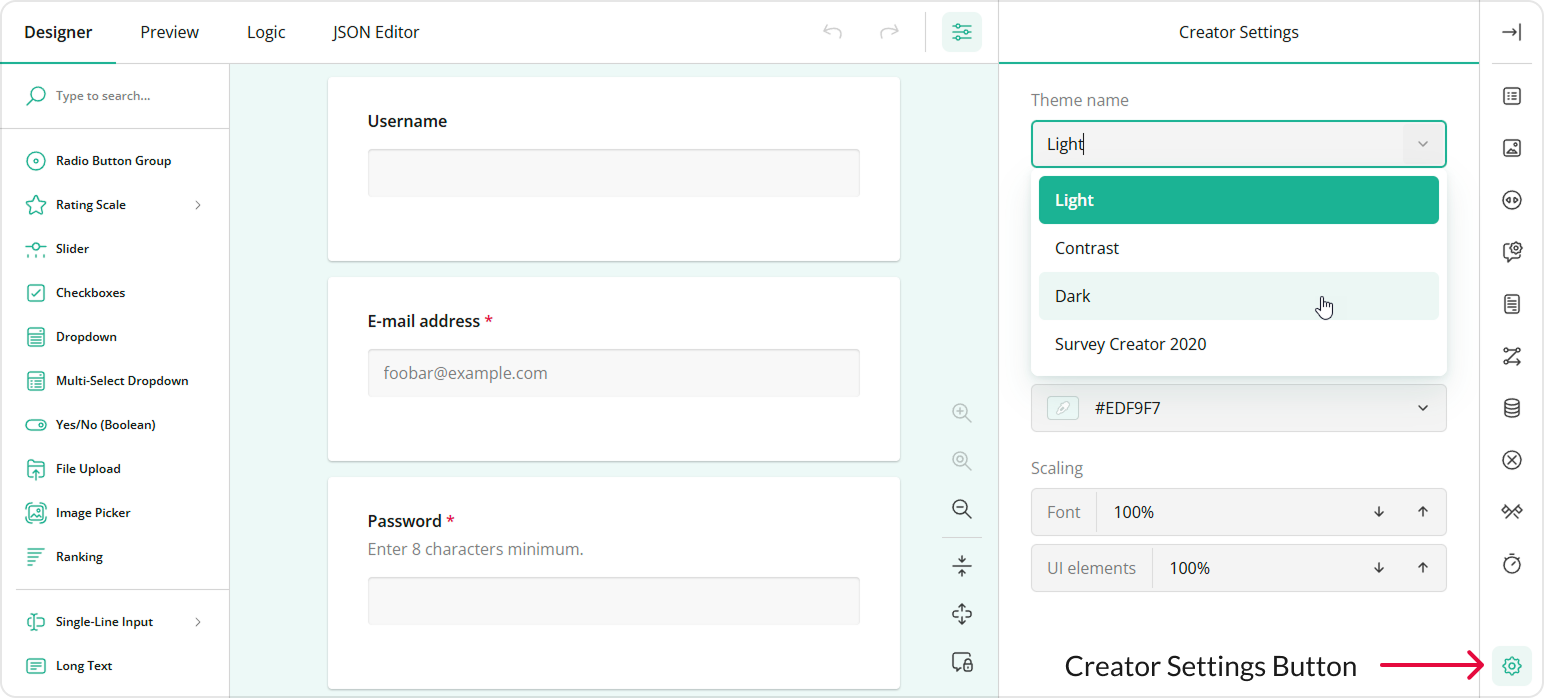 Designer
Preview
Logic
JSON Editor
Creator Settings
Type to search...
Radio Button Group
Rating Scale
Slider
Checkboxes
Dropdown
Multi-Select Dropdown
Yes/No (Boolean)
File Upload
Image Picker
Ranking
Single-Line Input
Long Text
Username
E-mail address *
foobar@example.com
Password *
Enter 8 characters minimum.
Theme name
Light
Light
Contrast
Dark
Survey Creator 2020
#EDF9F7
Scaling
Font 100%
UI elements 100%
Creator Settings Button